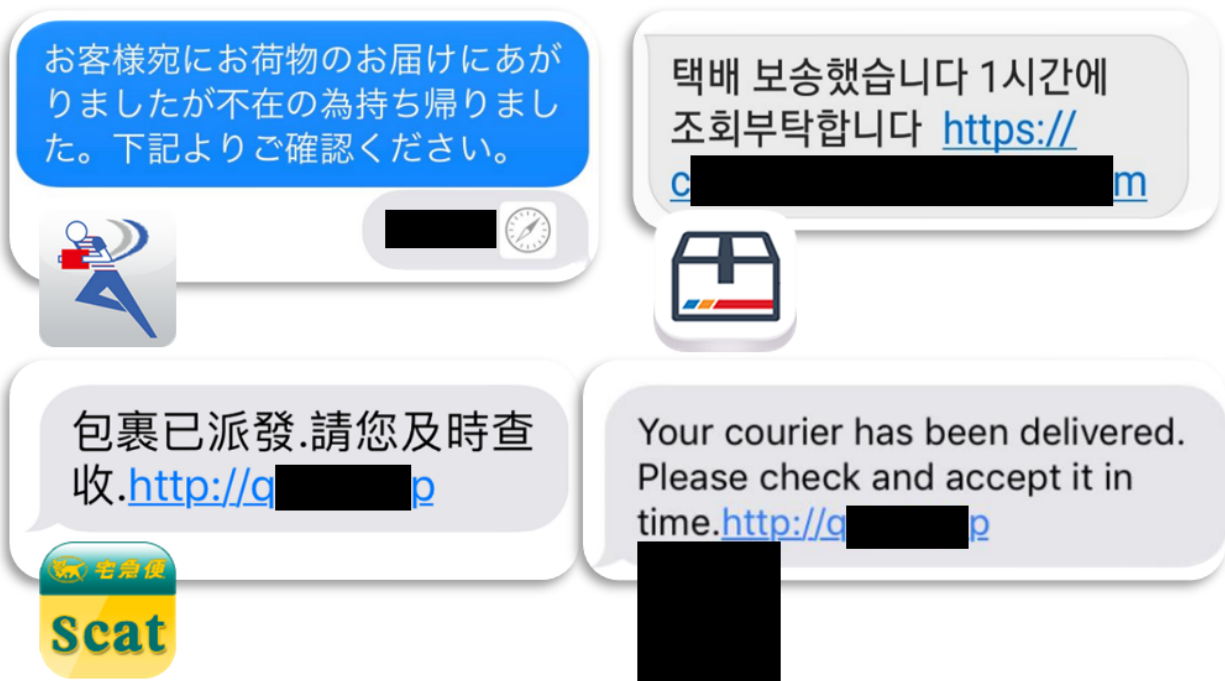 お客様宛にお荷物のお届けにあが
りましたが不在の為持ち帰りまし
た。下記よりご確認ください。
택배 보송했습니다 1시간에
조회부탁합니다 https://
c m
包裹已派發.請您及時查
收.http://q p
宅急便
Scat
Your courier has been delivered.
Please check and accept it in
time.http://q p